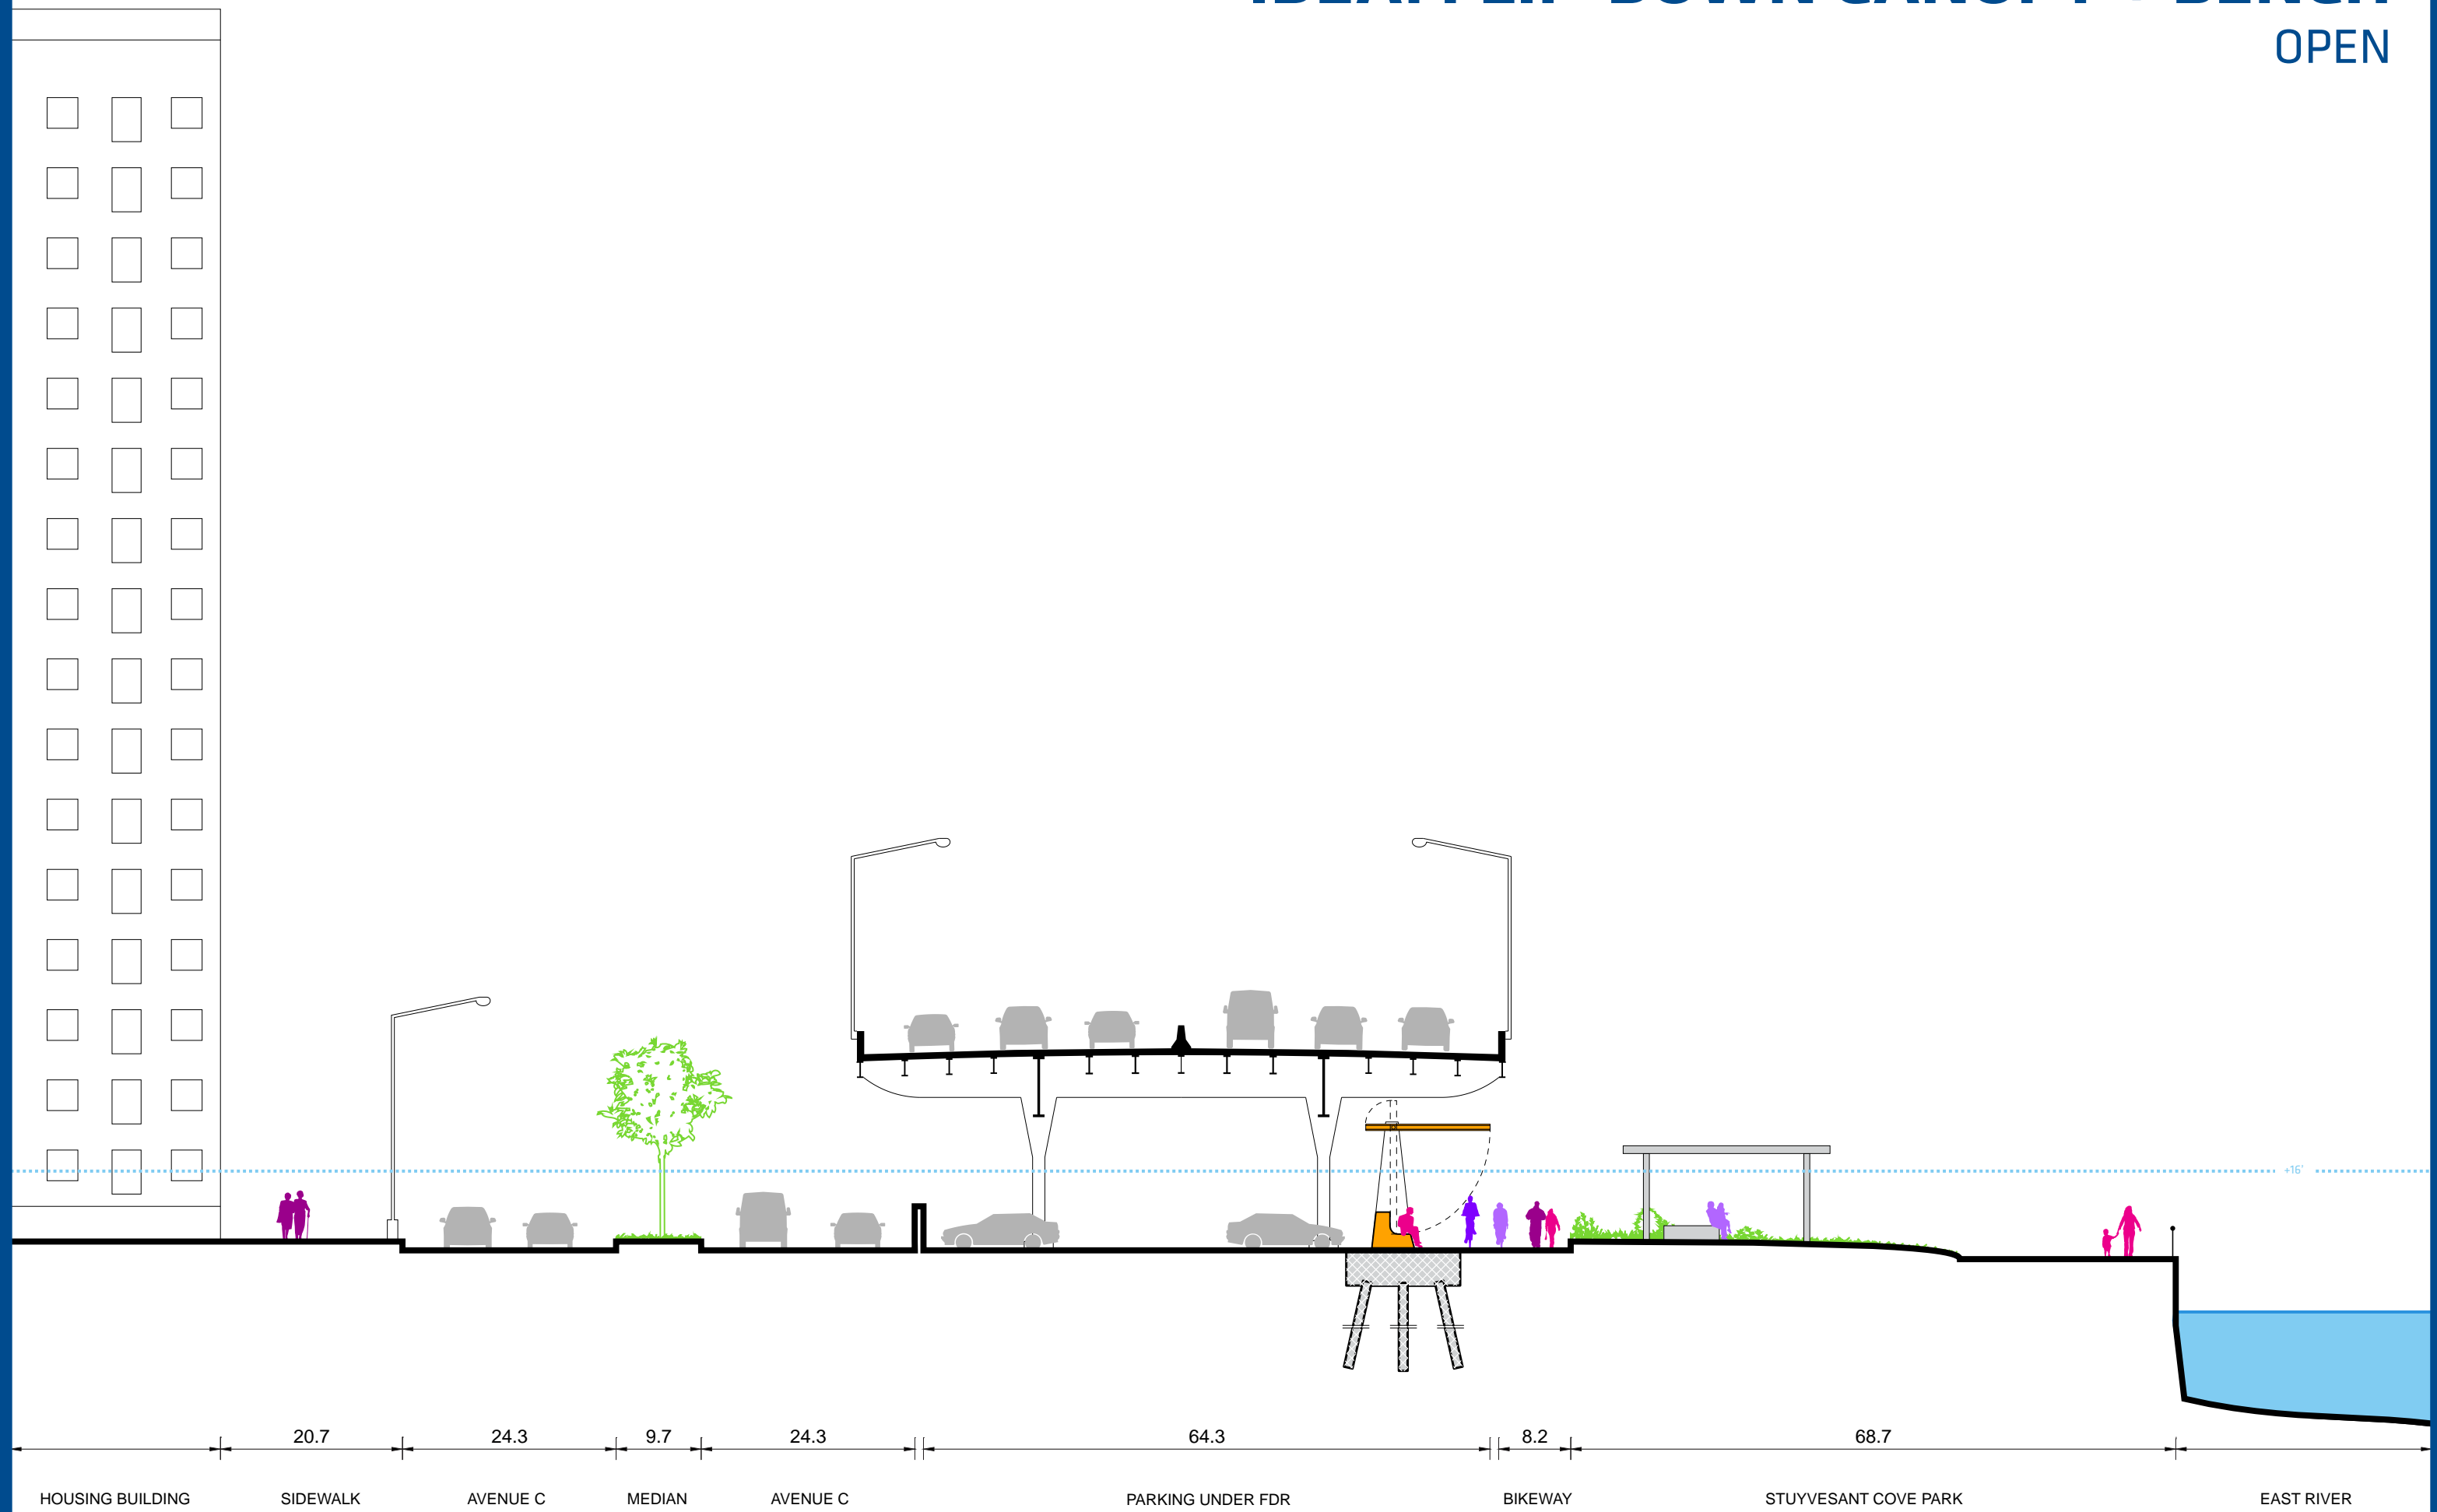 OPEN
+16'
20.7 24.3 9.7 24.3 64.3 8.2 68.7
HOUSING BUILDING SIDEWALK AVENUE C MEDIAN AVENUE C PARKING UNDER FDR BIKEWAY STUYVESANT COVE PARK EAST RIVER